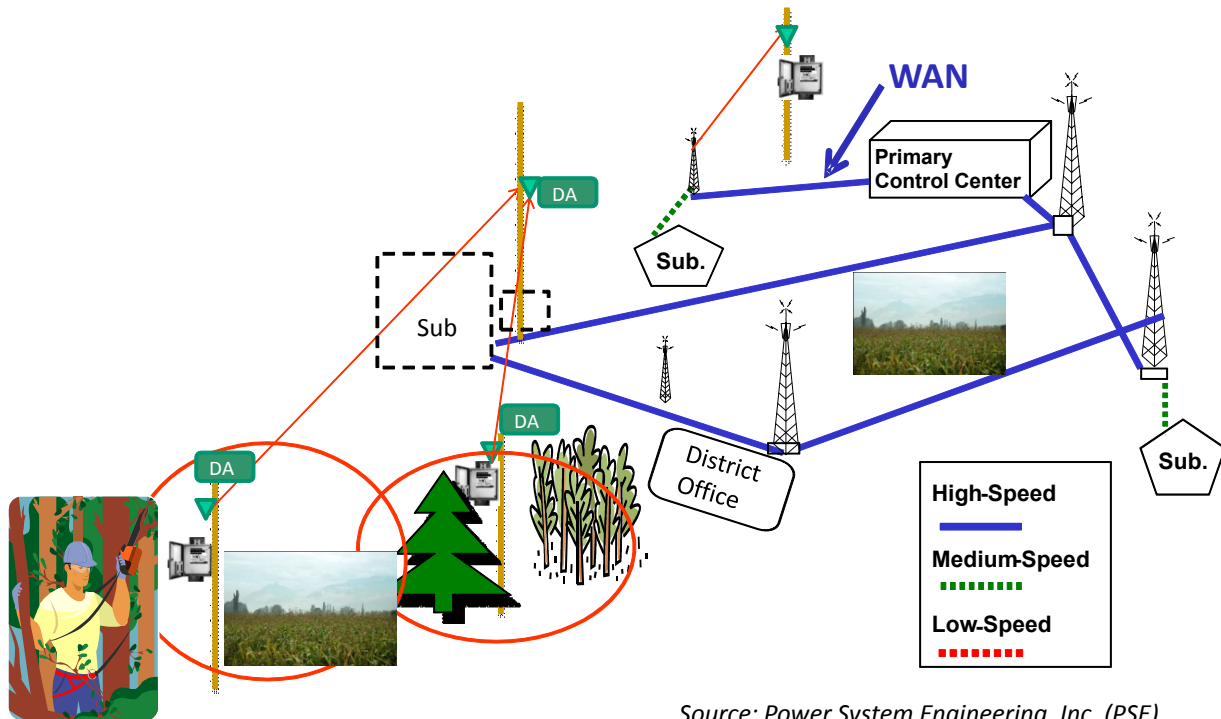 WAN
Primary
Control Center
DA
Sub.
Sub
DA
District
Office
DA
Sub.
High-Speed
Medium-Speed
Low-Speed
Source: Power System Engineering, Inc. (PSE)